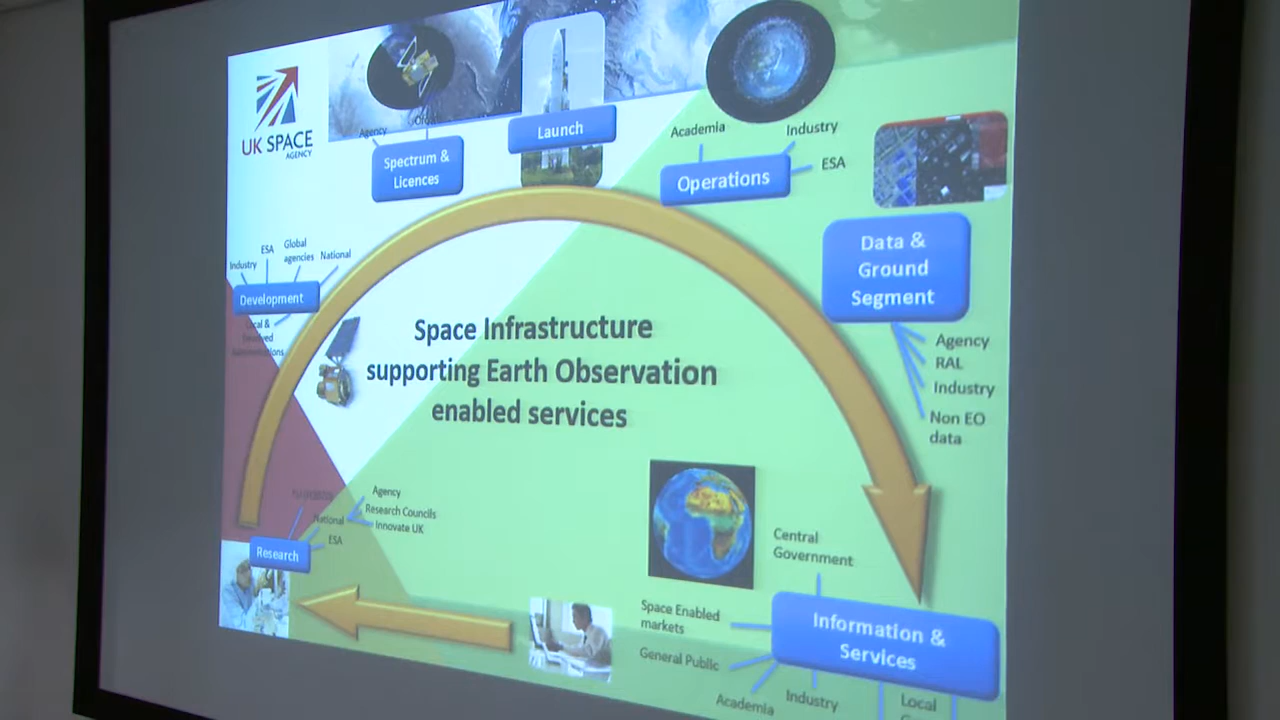 UK SPACE
AGENCY
Agency
Spectrum &
Licences
Launch
Academia
Industry
ESA
Operations
Data &
Ground
Segment
Agency
RAL
Industry
Non EO
data
Industry
ESA
Global
agencies
National
Development
Local &
Space Infrastructure
supporting Earth Observation
enabled services
Agency
Research Councils
Innovate UK
National
ESA
Research
Central
Government
Space Enabled
markets
General Public
Academia
Industry
Local
Information &
Services